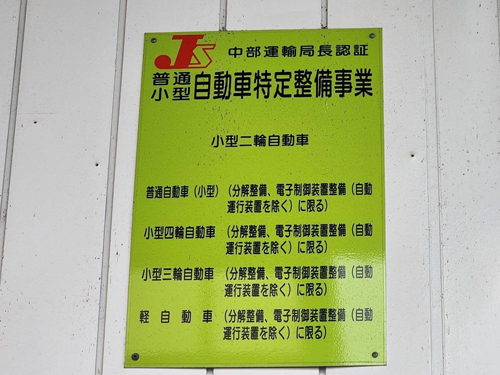 JS 中部運輸局長認証
普通
小型 自動車特定整備事業
小型二輪自動車
普通自動車（小型）（分解整備、電子制御装置整備（自動
運行装置を除く）に限る）
小型四輪自動車（分解整備、電子制御装置整備（自動
運行装置を除く）に限る）
小型三輪自動車（分解整備、電子制御装置整備（自動
運行装置を除く）に限る）
軽自動車（分解整備、電子制御装置整備（自動
運行装置を除く）に限る）